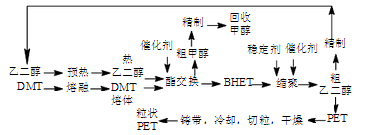 精制 回收
甲醇
催化剂 粗甲醇 稳定剂 催化剂 精制
乙二醇 预热 热
乙二醇 酯交换 BHET 缩聚 粗
乙二醇
DMT 熔融 DMT
熔体
粒状
PET 铸带，冷却，切粒，干燥 PET